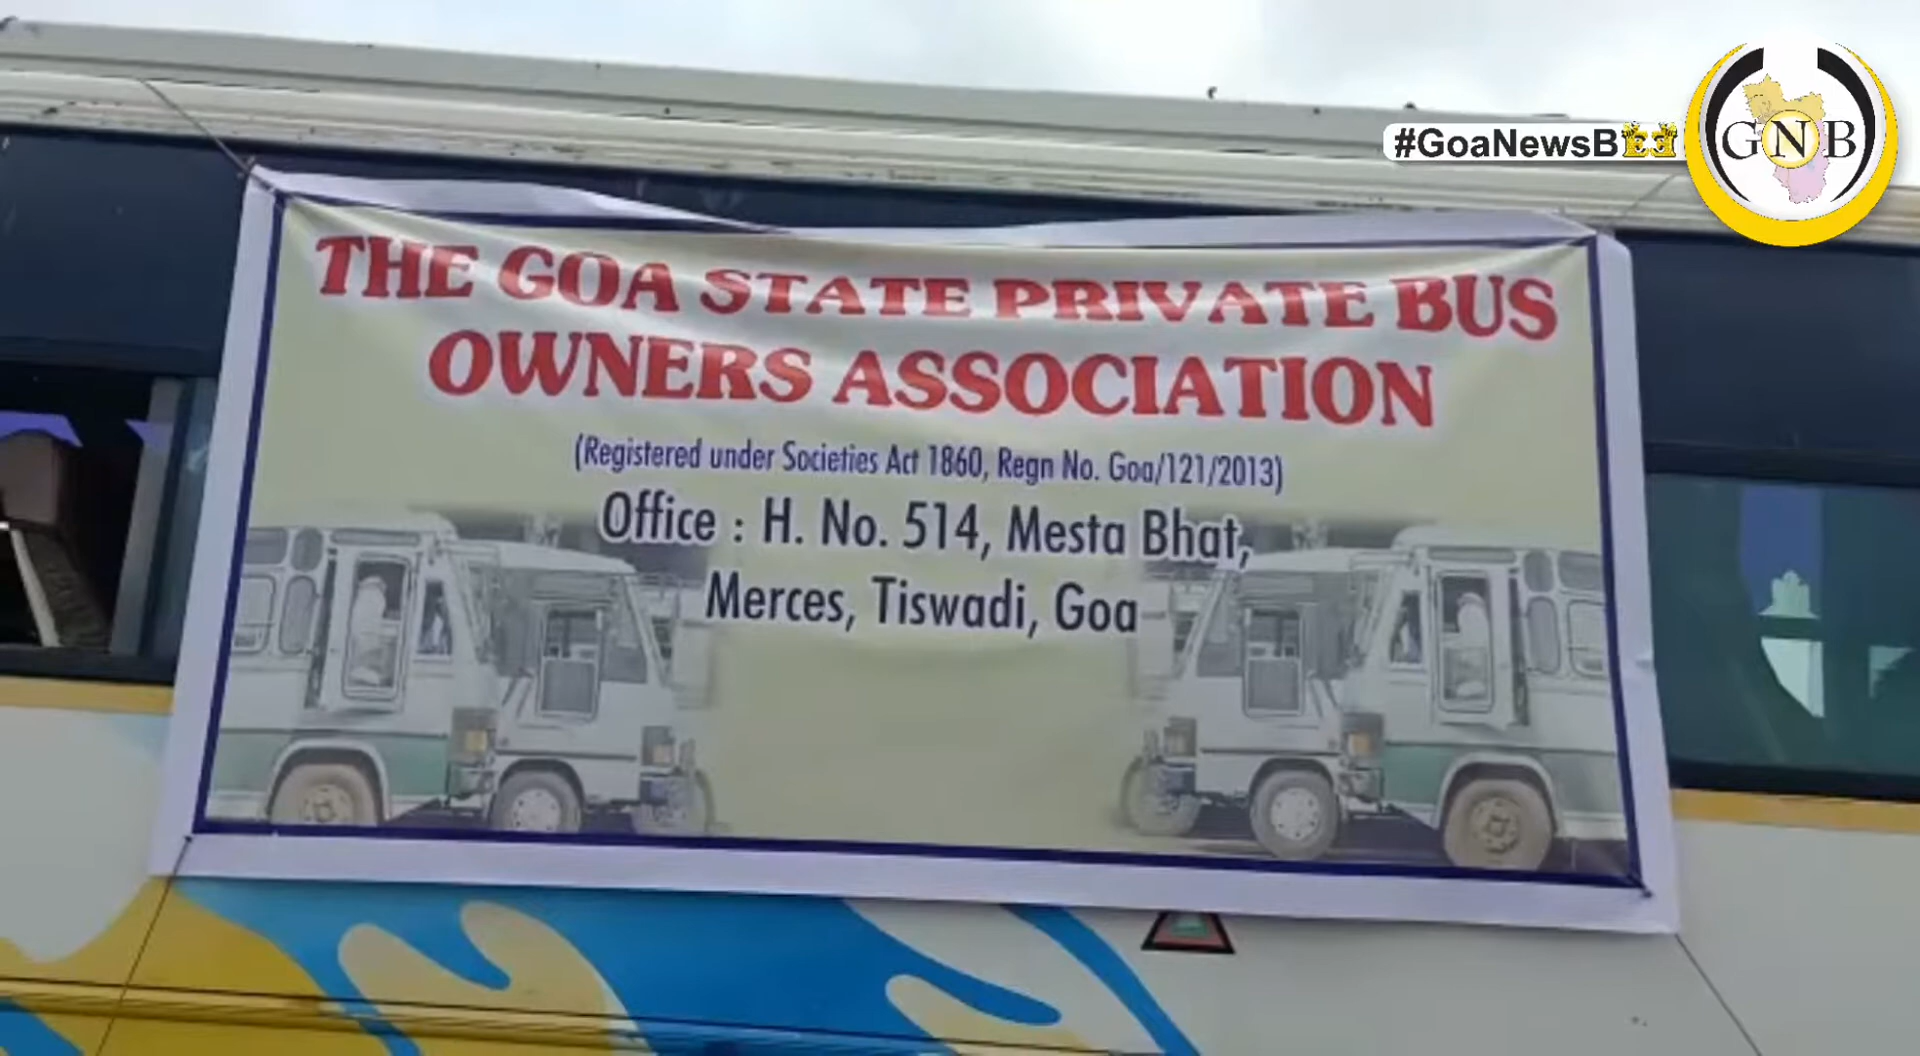 #GoaNewsB
GNB
THE GOA STATE PRIVATE BUS
OWNERS ASSOCIATION
(Registered under Societies Act 1860, Regn No. Goa/121/2013)
Office : H. No. 514, Mesta Bhat,
Merces, Tiswadi, Goa